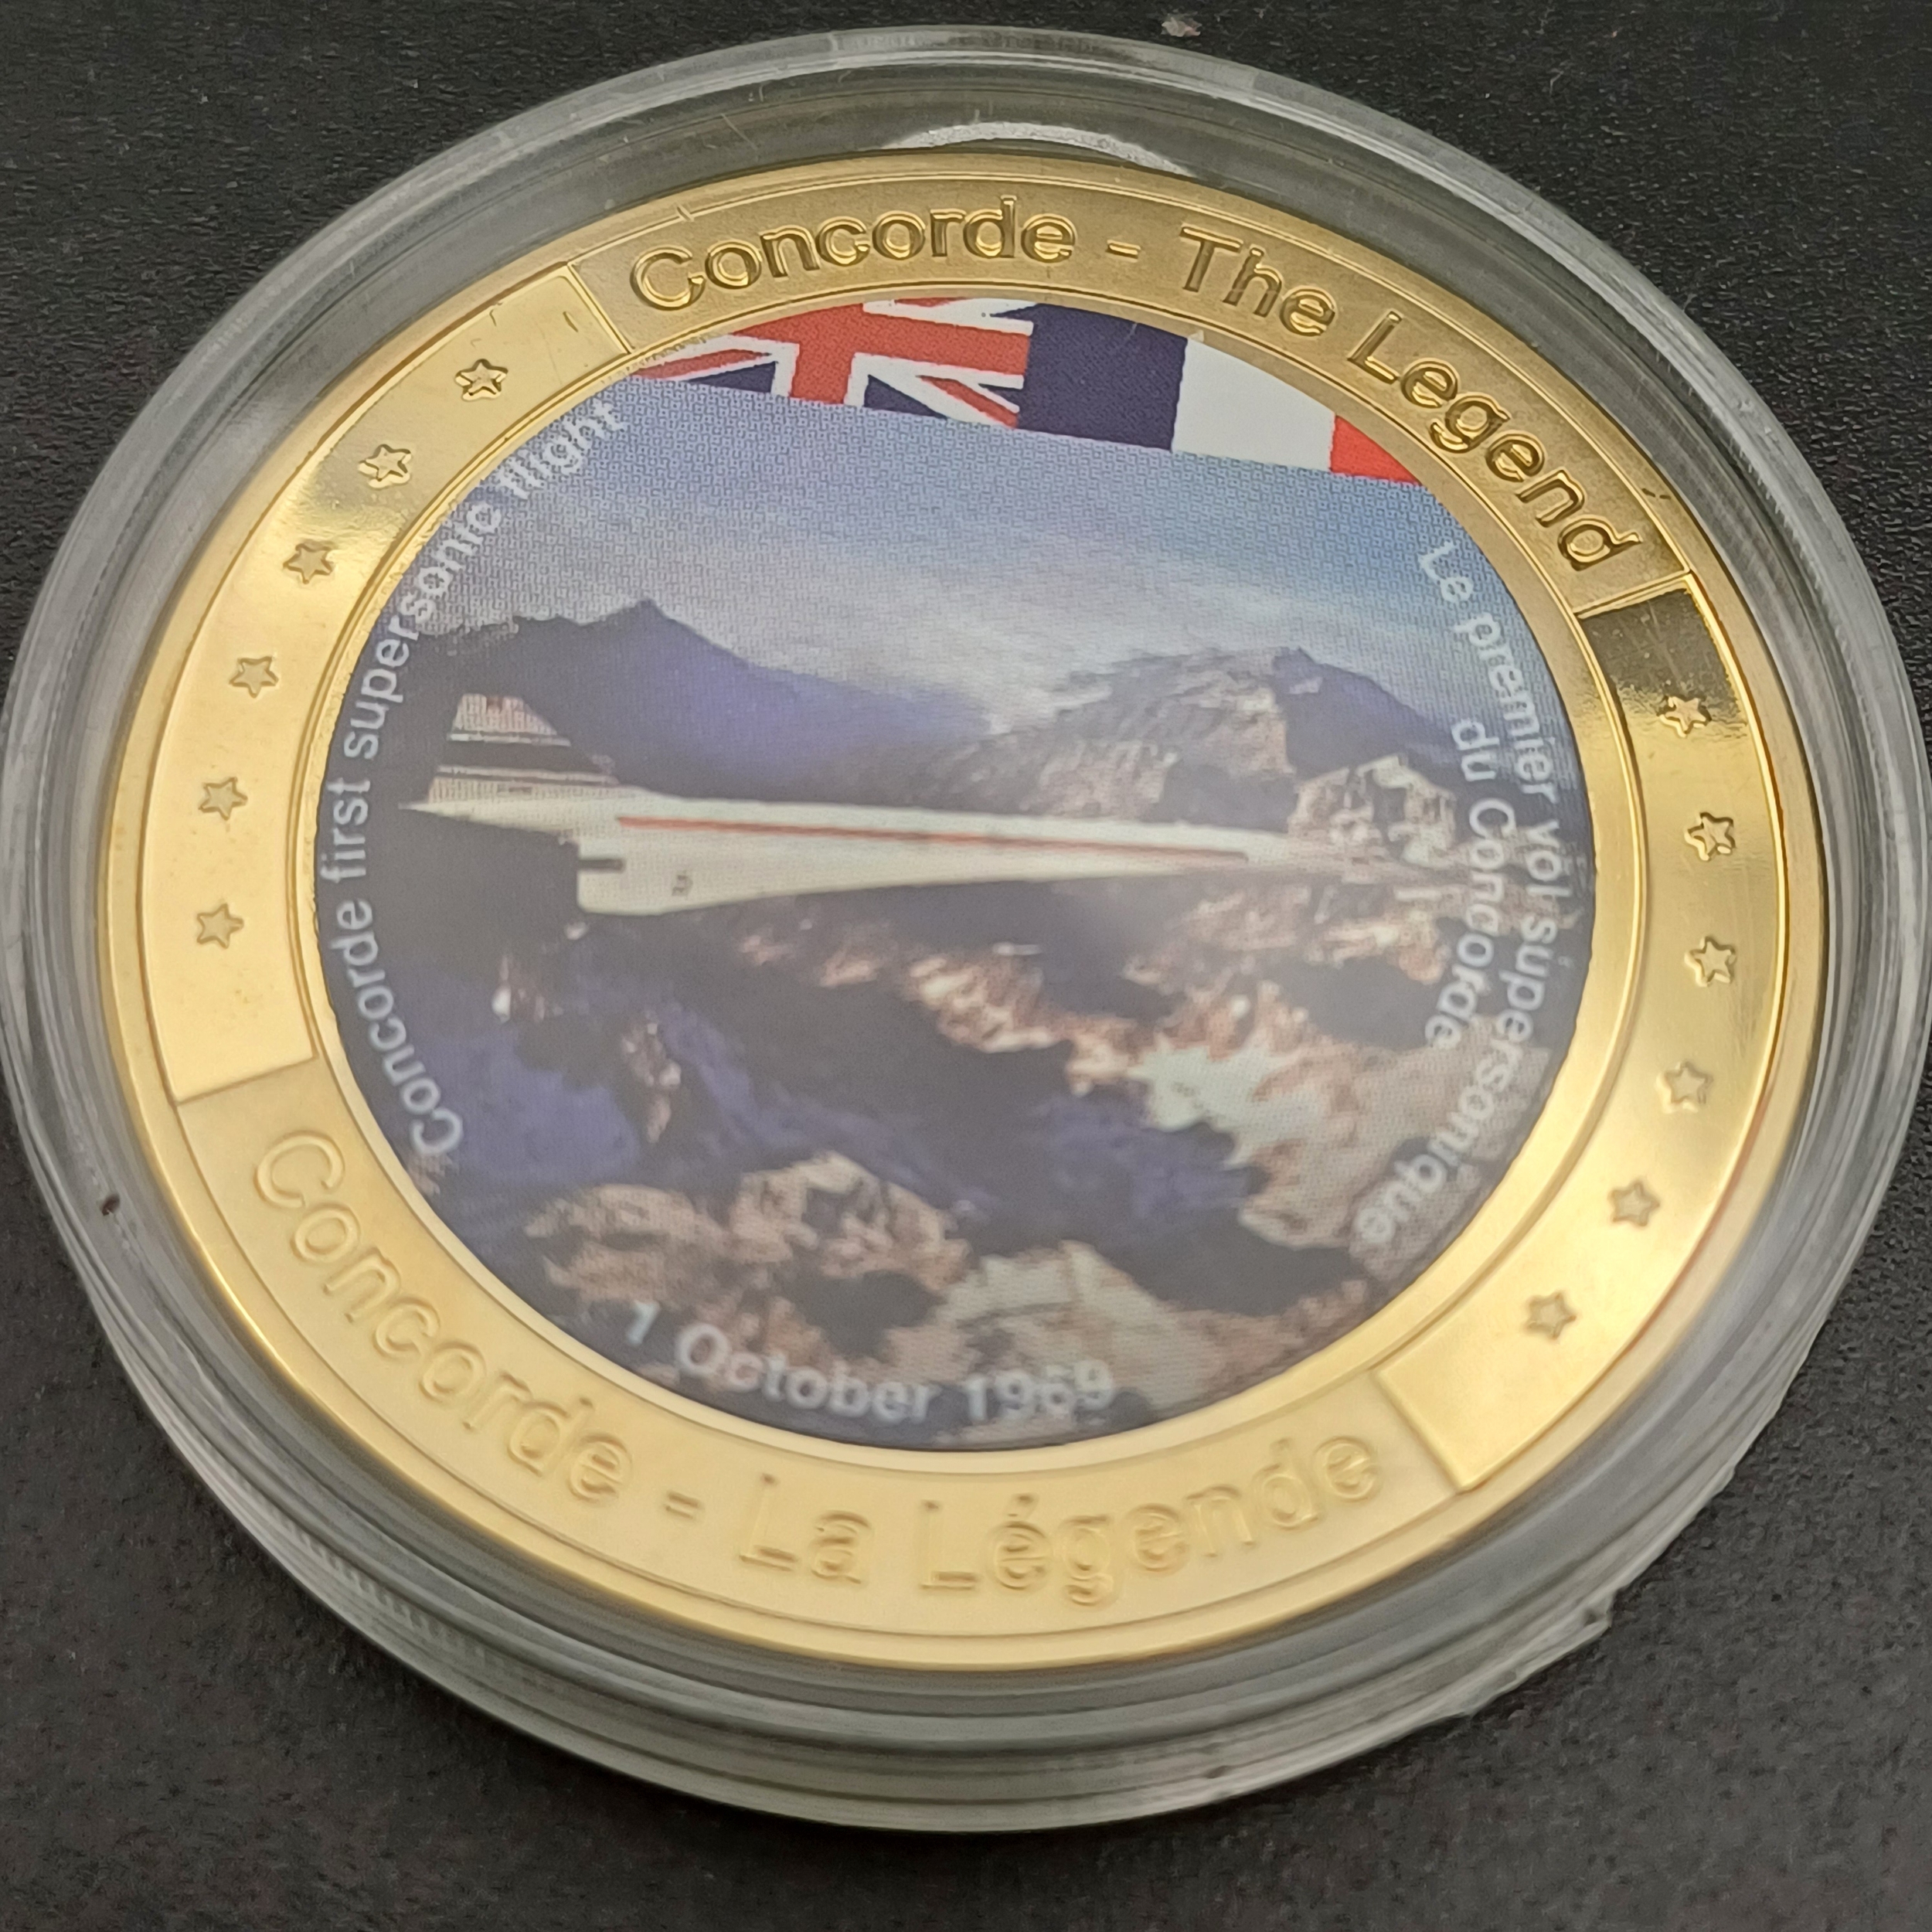 Concorde - The Legend
Concorde first supersonic flight
Le premier vol supersonique
du Concorde
1 October 1969
Concorde - La Légende